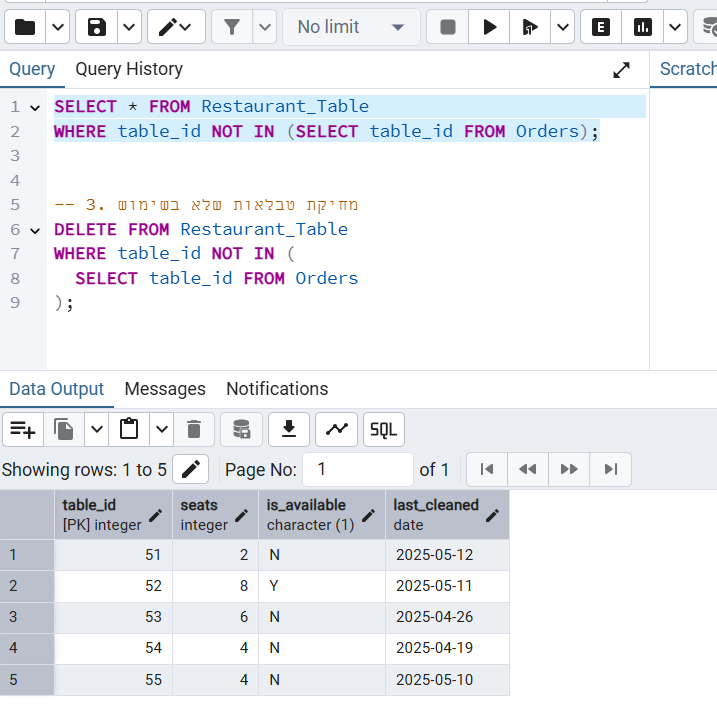 No limit
E
Query Query History Scratch
1 SELECT * FROM Restaurant_Table
2 WHERE table_id NOT IN (SELECT table_id FROM Orders);
3
4
5 -- 3. מחיקת טבלאות שלא בשימוש
6 DELETE FROM Restaurant_Table
7 WHERE table_id NOT IN (
8 SELECT table_id FROM Orders
9 );
Data Output Messages Notifications
SQL
Showing rows: 1 to 5 Page No: 1 of 1
table_id seats is_available last_cleaned
[PK] integer integer character (1) date
1 51 2 N 2025-05-12
2 52 8 Y 2025-05-11
3 53 6 N 2025-04-26
4 54 4 N 2025-04-19
5 55 4 N 2025-05-10